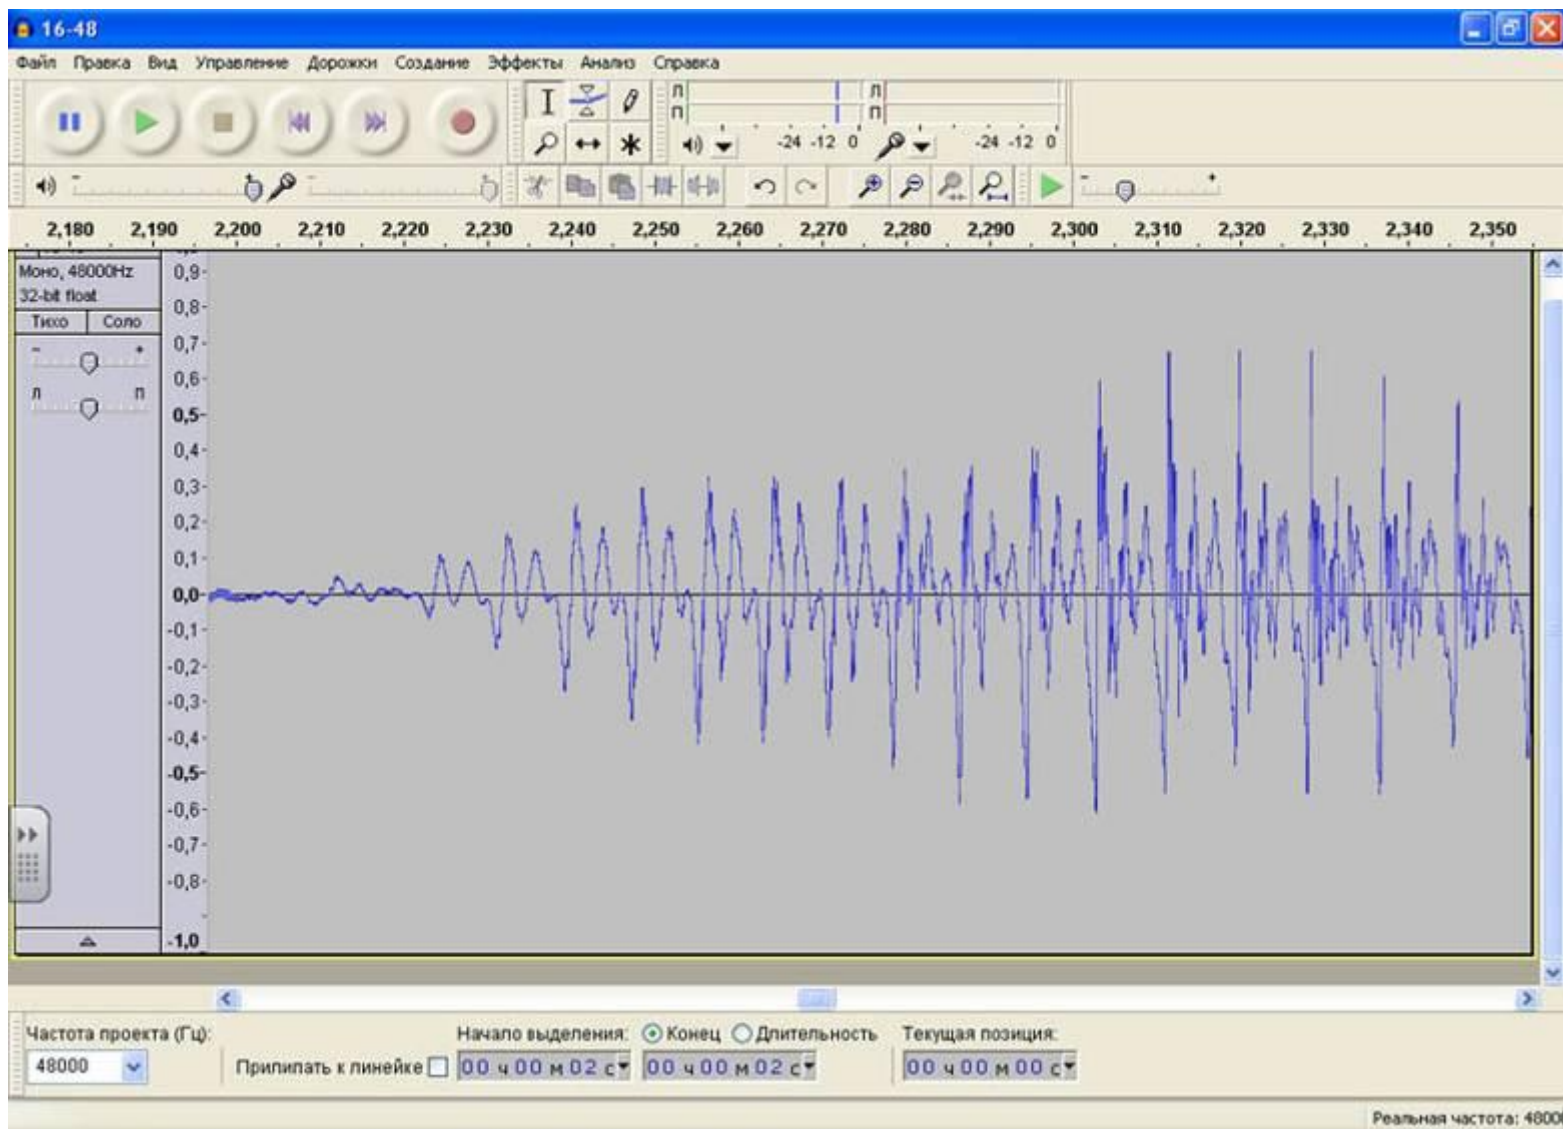 16-48
Файл Правка Вид Управление Дорожки Создание Эффекты Анализ Справка
Л Л
П П
-24 -12 0 -24 -12 0
2,180 2,190 2,200 2,210 2,220 2,230 2,240 2,250 2,260 2,270 2,280 2,290 2,300 2,310 2,320 2,330 2,340 2,350
Моно, 48000Hz
32-bit float
Тихо Соло
- +
Л П
0,9
0,8
0,7
0,6
0,5
0,4
0,3
0,2
0,1
0,0
-0,1
-0,2
-0,3
-0,4
-0,5
-0,6
-0,7
-0,8
-1,0
Частота проекта (Гц): Начало выделения: Конец Длительность Текущая позиция:
48000 Прилипать к линейке 00 ч 00 м 02 с 00 ч 00 м 02 с 00 ч 00 м 00 с
Реальная частота: 4800